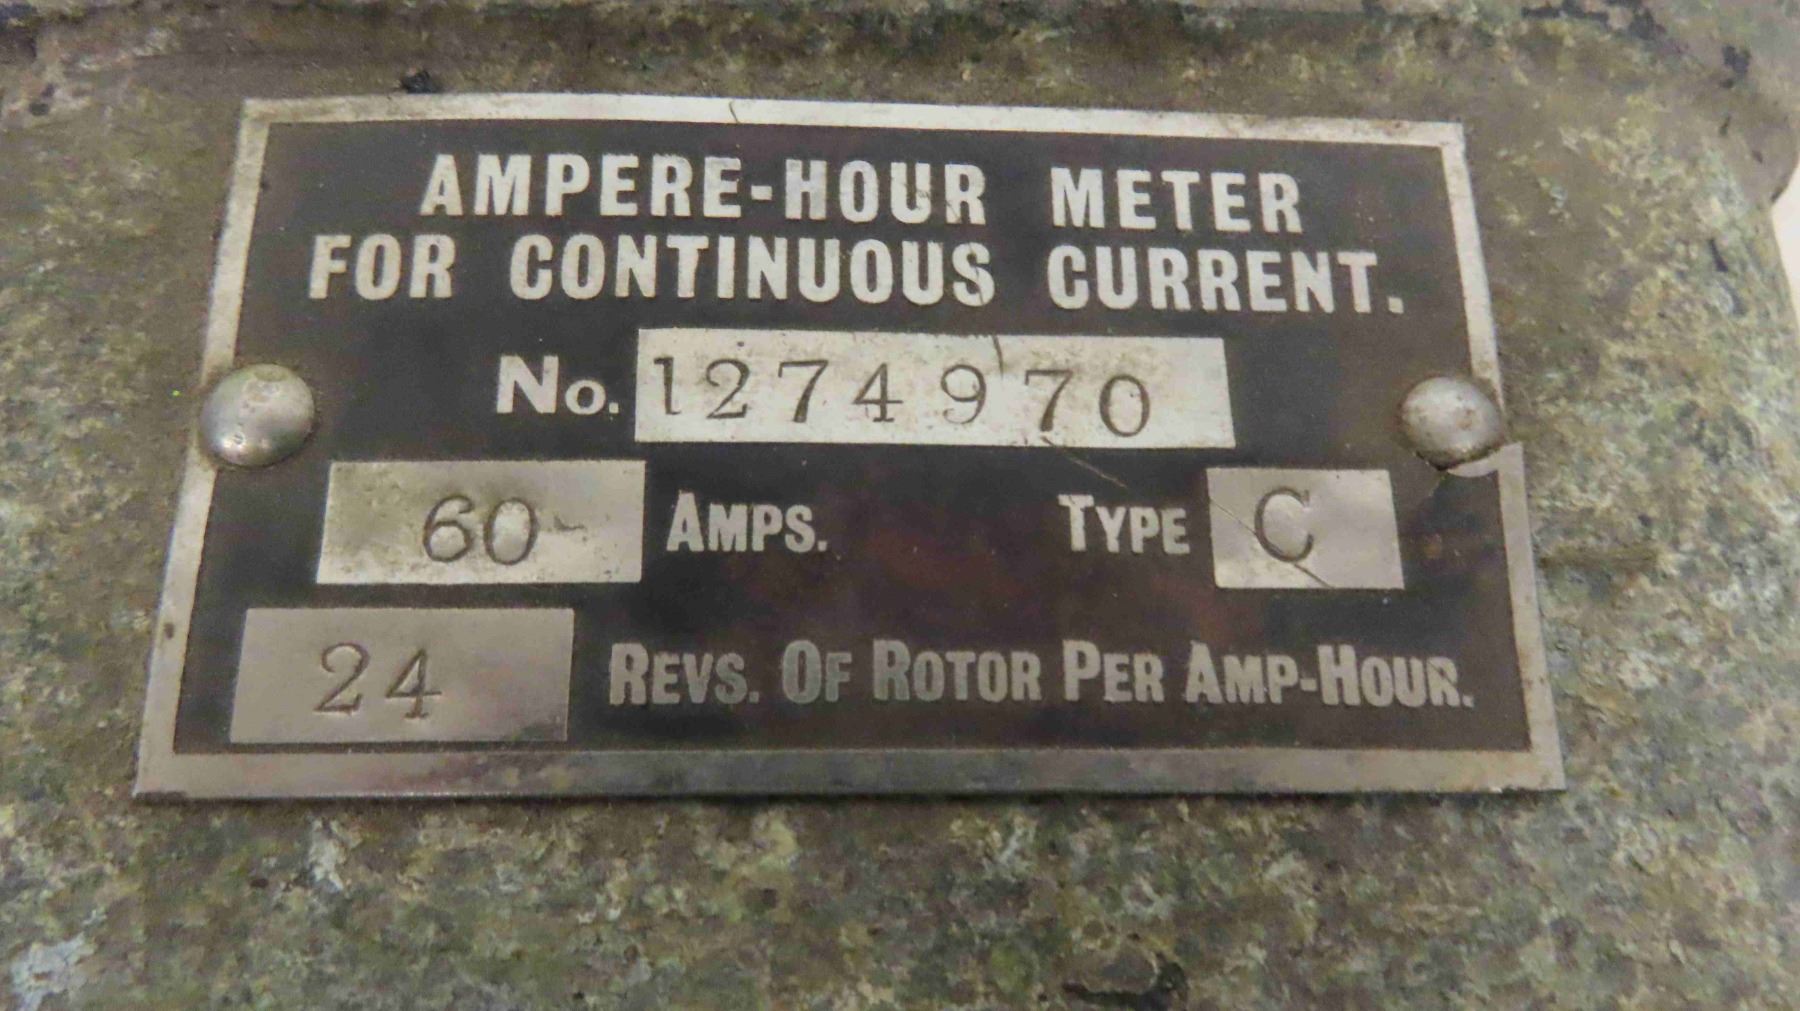 AMPERE-HOUR METER
FOR CONTINUOUS CURRENT.
No. 1274970
60 AMPS. TYPE C
24 REVS. OF ROTOR PER AMP-HOUR.